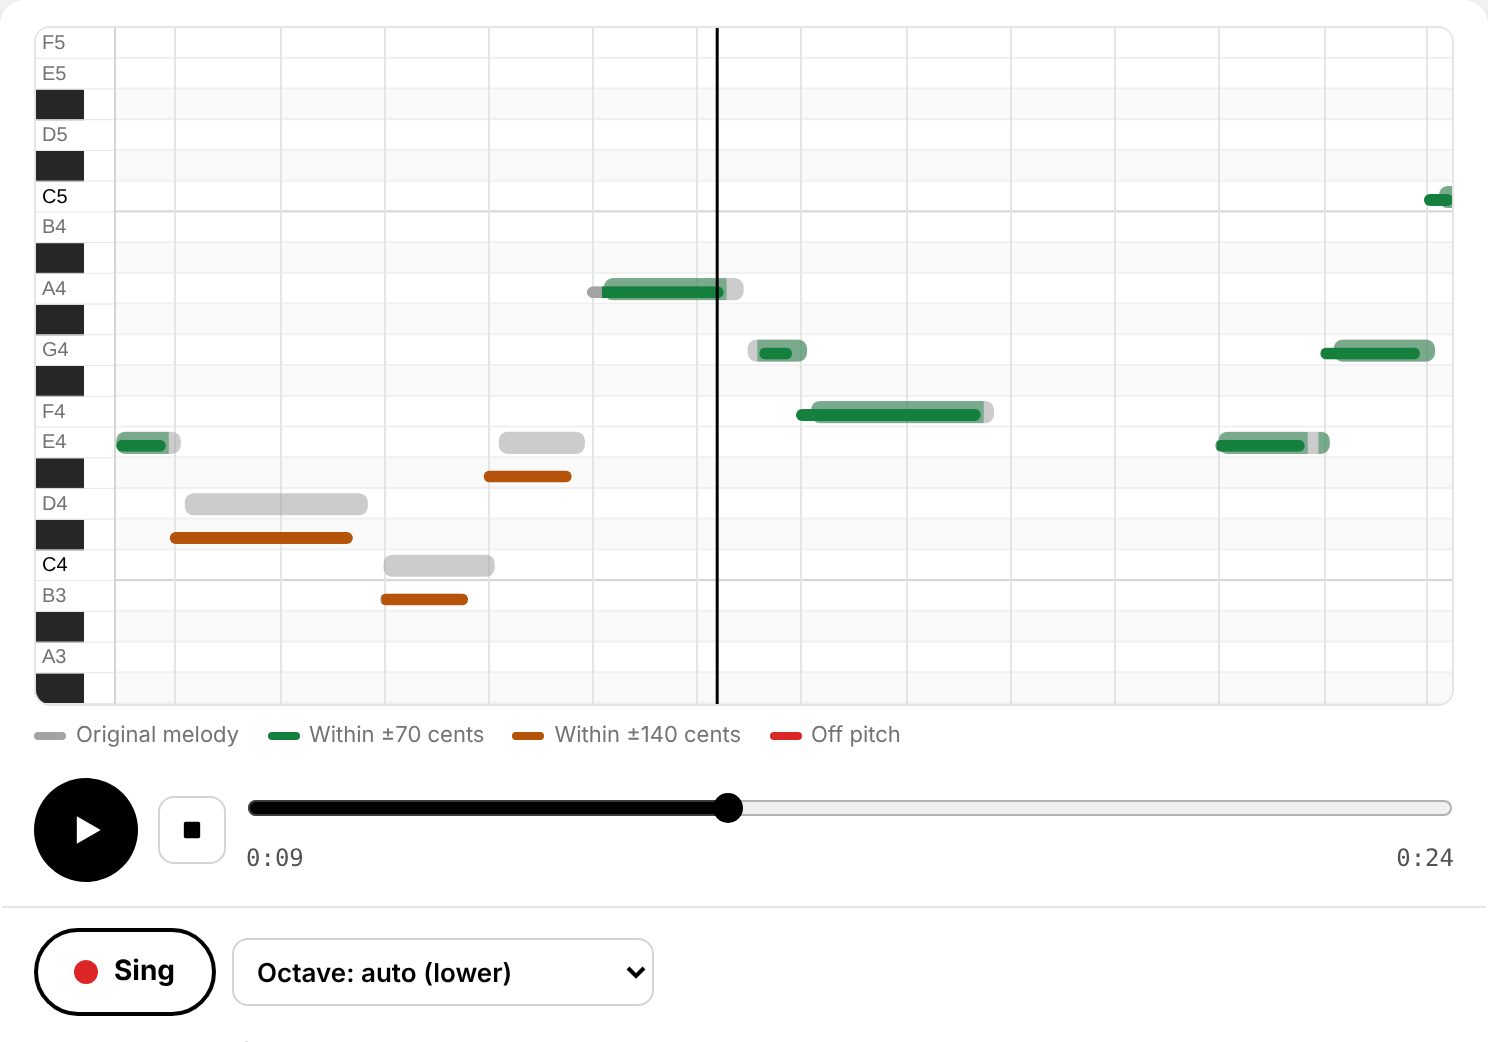 F5
E5
D5
C5
B4
A4
G4
F4
E4
D4
C4
B3
A3
Original melody Within ±70 cents Within ±140 cents Off pitch
0:09 0:24
Sing Octave: auto (lower)